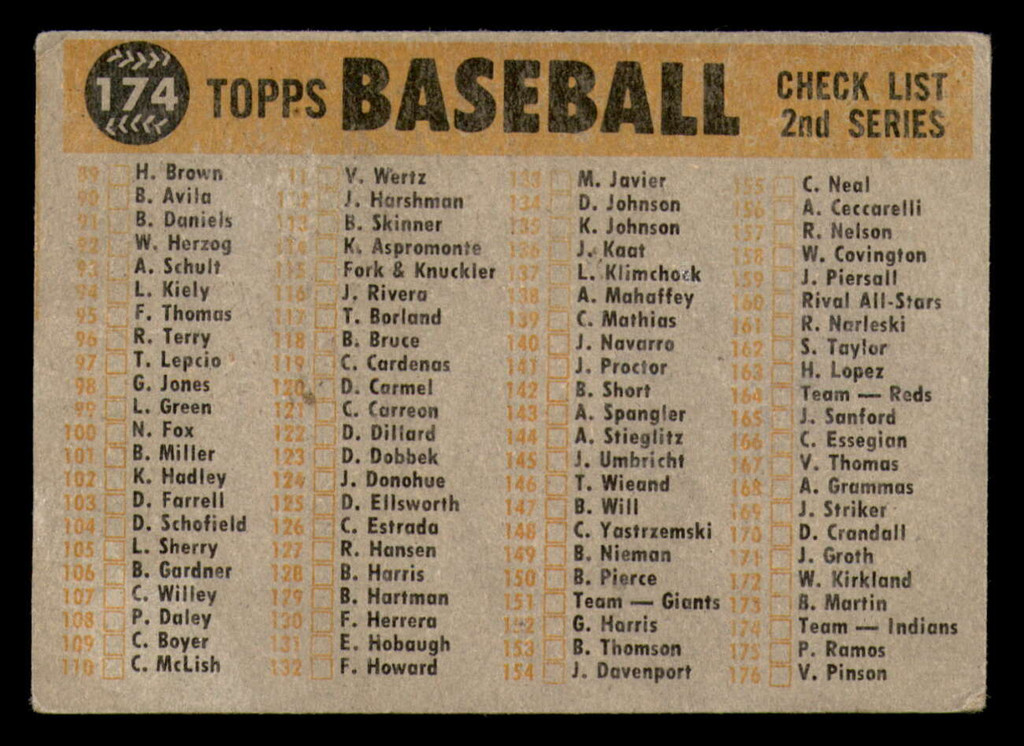 174 TOPPS BASEBALL CHECK LIST
2nd SERIES
89 H. Brown
90 B. Avila
91 B. Daniels
92 W. Herzog
93 A. Schult
94 L. Kiely
95 F. Thomas
96 R. Terry
97 T. Lepcio
98 G. Jones
99 L. Green
100 N. Fox
101 B. Miller
102 K. Hadley
103 D. Farrell
104 D. Schofield
105 L. Sherry
106 B. Gardner
107 C. Willey
108 P. Daley
109 C. Boyer
110 C. McLish
V. Wertz
112 J. Harshman
113 B. Skinner
114 K. Aspromonte
115 Fork & Knuckler
116 J. Rivera
117 T. Borland
118 B. Bruce
119 C. Cardenas
120 D. Carmel
121 C. Carreon
122 D. Dillard
123 D. Dobbek
124 J. Donohue
125 D. Ellsworth
126 C. Estrada
127 R. Hansen
128 B. Harris
129 B. Hartman
130 F. Herrera
131 E. Hobaugh
132 F. Howard
133 M. Javier
134 D. Johnson
135 K. Johnson
136 J. Kaat
137 L. Klimchock
138 A. Mahaffey
139 C. Mathias
140 J. Navarro
141 J. Proctor
142 B. Short
143 A. Spangler
144 A. Stieglitz
145 J. Umbricht
146 T. Wieand
147 B. Will
148 C. Yastrzemski
149 B. Nieman
150 B. Pierce
151 Team — Giants
152 G. Harris
153 B. Thomson
154 J. Davenport
155 C. Neal
156 A. Ceccarelli
157 R. Nelson
158 W. Covington
159 J. Piersall
160 Rival All-Stars
161 R. Narleski
162 S. Taylor
163 H. Lopez
164 Team — Reds
165 J. Sanford
166 C. Essegian
167 V. Thomas
168 A. Grammas
169 J. Striker
170 D. Crandall
171 J. Groth
172 W. Kirkland
173 B. Martin
174 Team — Indians
175 P. Ramos
176 V. Pinson